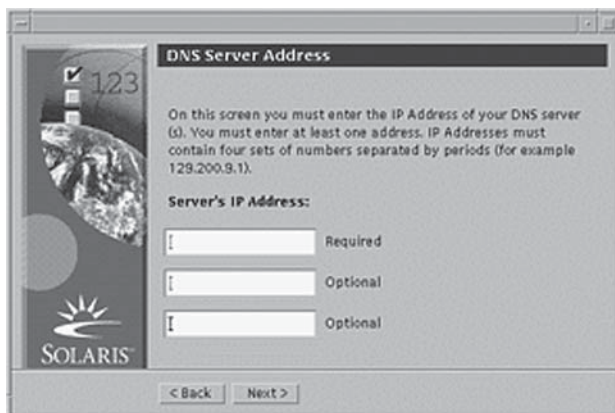 DNS Server Address
123
On this screen you must enter the IP Address of your DNS server
(s). You must enter at least one address. IP Addresses must
contain four sets of numbers separated by periods (for example
129.200.9.1).
Server's IP Address:
Required
Optional
Optional
SOLARIS™
< Back
Next >